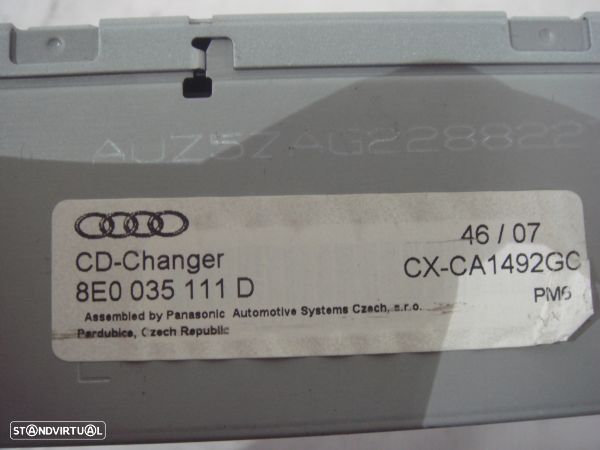 AUZ5ZAG228822
46 / 07
CD-Changer
CX-CA1492GC
8E0 035 111 D
PM6
Assembled by Panasonic Automotive Systems Czech, s.r.o.
Pardubice, Czech Republic
STANDVIRTUAL